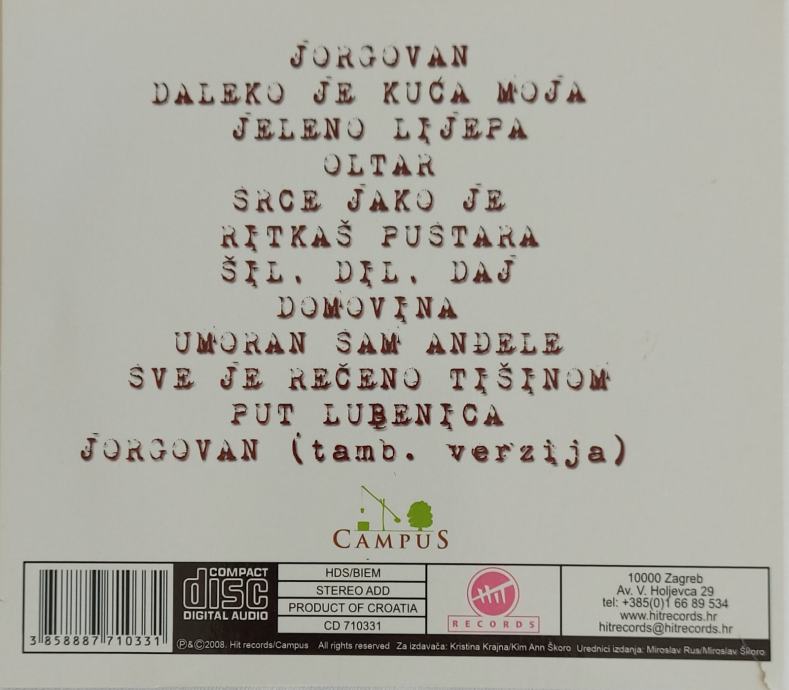 JORGOVAN
DALEKO JE KUĆA MOJA
JELENO LIJEPA
OLTAR
SRCE JAKO JE
RITKAŠ PUSTARA
ŠIL, DIL, DAJ
DOMOVINA
UMORAN SAM ANĐELE
SVE JE REČENO TIŠINOM
PUT LUBENICA
JORGOVAN (tamb. verzija)
CAMPUS
3 858887 710331
COMPACT
disc
DIGITAL AUDIO
HDS/BIEM
STEREO ADD
PRODUCT OF CROATIA
CD 710331
HIT
RECORDS
10000 Zagreb
Av. V. Holjevca 29
tel: +385(0)1 66 89 534
www.hitrecords.hr
hitrecords@hitrecords.hr
Ⓟ&©2008. Hit records/Campus All rights reserved Za izdavača: Kristina Krajna/Kim Ann Škoro Urednici izdanja: Miroslav Rus/Miroslav Škoro